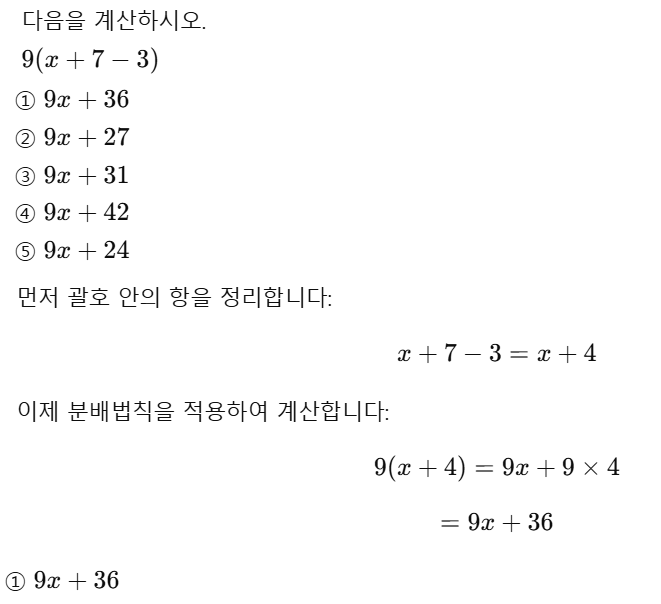 다음을 계산하시오.
9(x + 7 − 3)
① 9x + 36
② 9x + 27
③ 9x + 31
④ 9x + 42
⑤ 9x + 24
먼저 괄호 안의 항을 정리합니다:
x + 7 − 3 = x + 4
이제 분배법칙을 적용하여 계산합니다:
9(x + 4) = 9x + 9 × 4
= 9x + 36
① 9x + 36